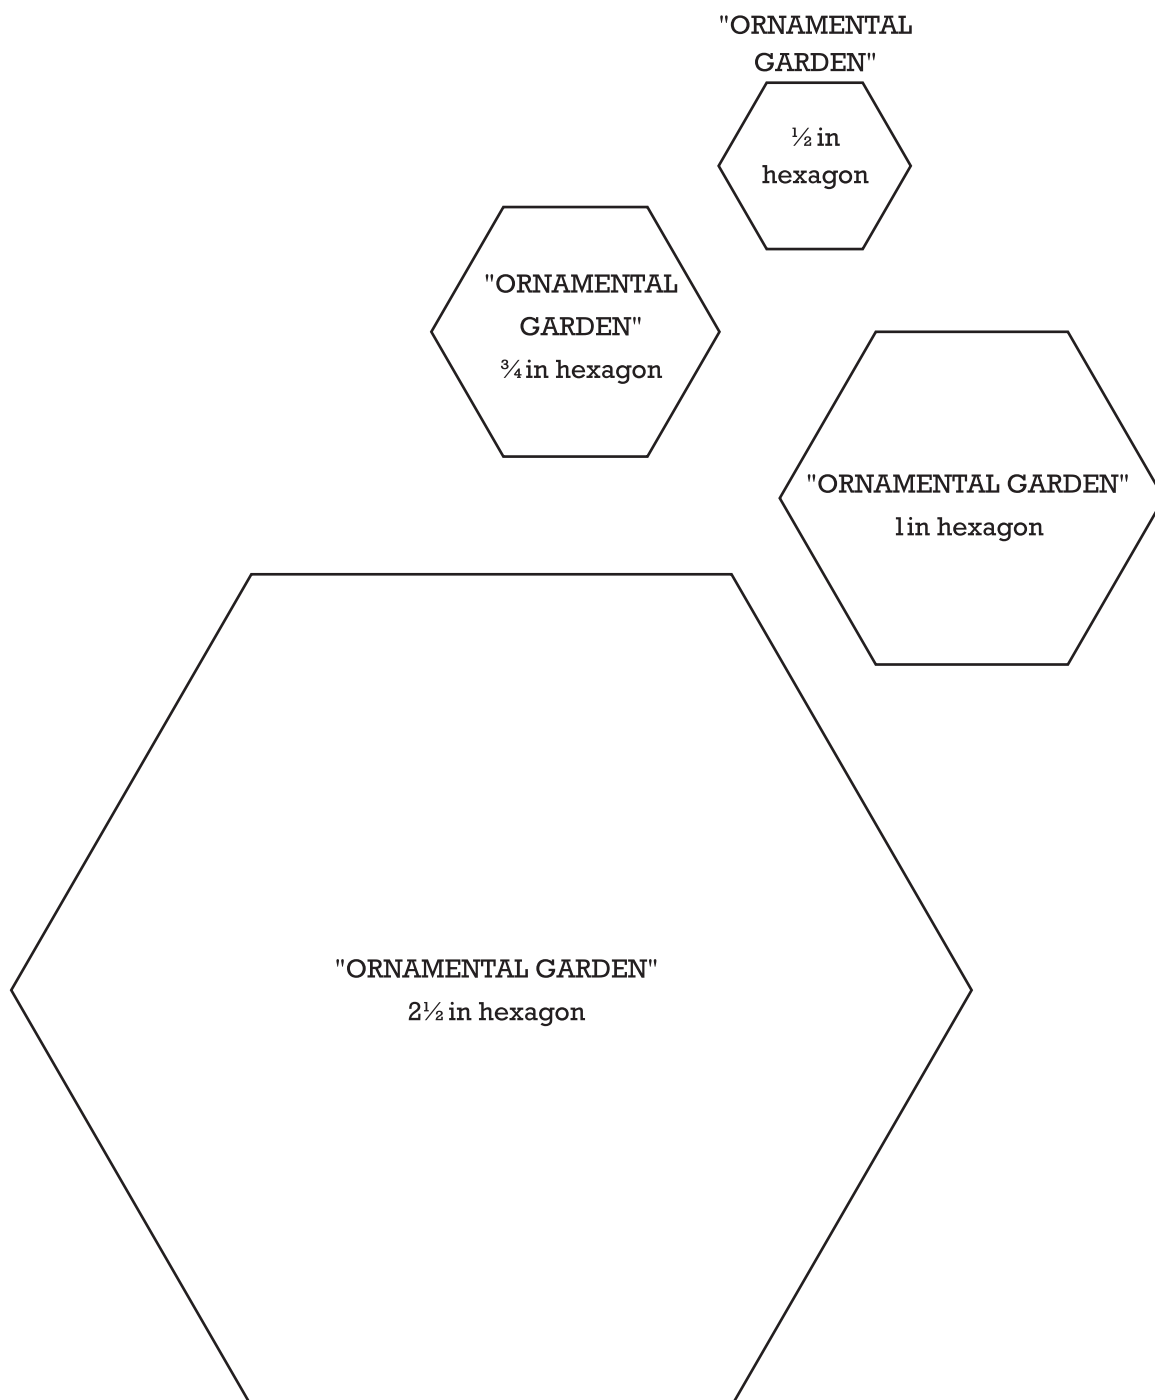 "ORNAMENTAL
GARDEN"
½ in
hexagon
"ORNAMENTAL
GARDEN"
¾ in hexagon
"ORNAMENTAL GARDEN"
1 in hexagon
"ORNAMENTAL GARDEN"
2½ in hexagon